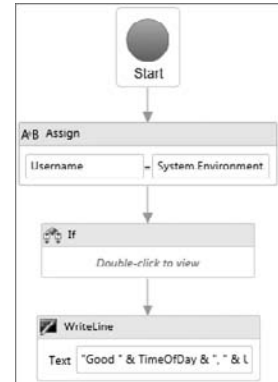 Start
A+B Assign
Username = System Environment
If
Double-click to view
WriteLine
Text "Good " & TimeOfDay & ", " & U